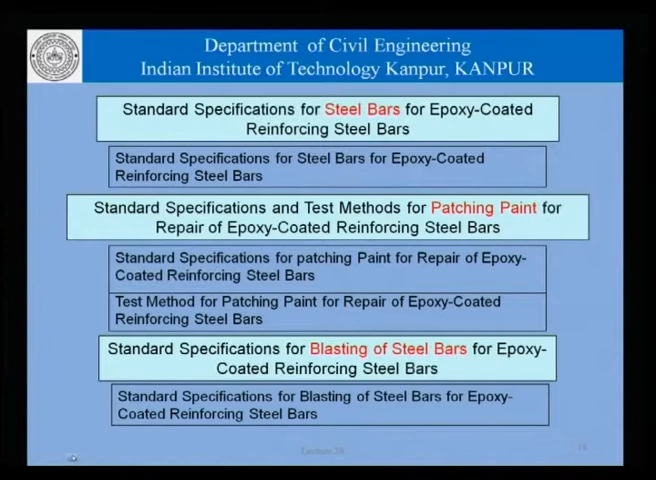 Department of Civil Engineering
Indian Institute of Technology Kanpur, KANPUR
Standard Specifications for Steel Bars for Epoxy-Coated
Reinforcing Steel Bars
Standard Specifications for Steel Bars for Epoxy-Coated
Reinforcing Steel Bars
Standard Specifications and Test Methods for Patching Paint for
Repair of Epoxy-Coated Reinforcing Steel Bars
Standard Specifications for patching Paint for Repair of Epoxy-
Coated Reinforcing Steel Bars
Test Method for Patching Paint for Repair of Epoxy-Coated
Reinforcing Steel Bars
Standard Specifications for Blasting of Steel Bars for Epoxy-
Coated Reinforcing Steel Bars
Standard Specifications for Blasting of Steel Bars for Epoxy-
Coated Reinforcing Steel Bars